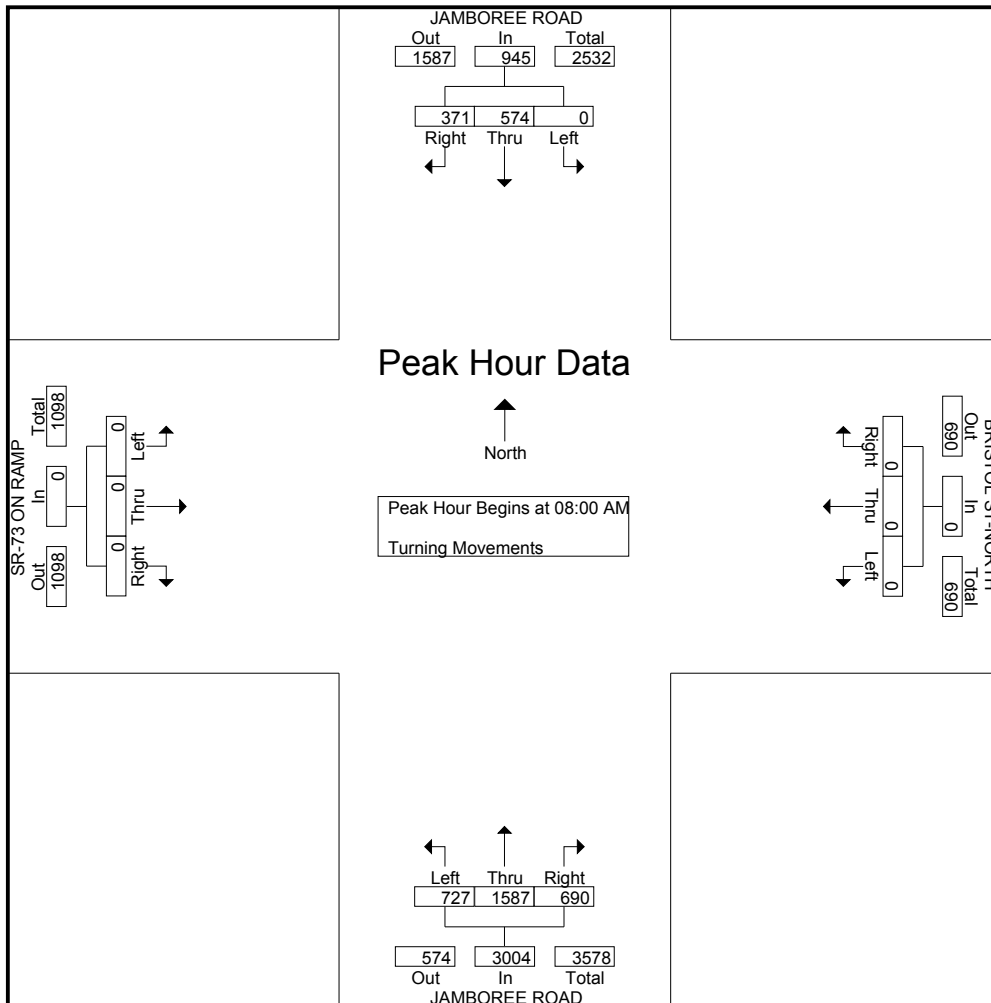 JAMBOREE ROAD
Out In Total
1587 945 2532
371 574 0
Right Thru Left
Peak Hour Data
North
Peak Hour Begins at 08:00 AM
Turning Movements
SR-73 ON RAMP
Out In Total
1098 0 1098
Right Thru Left
0 0 0
BRISTOL ST-NORTH
Out In Total
690 0 690
Right Thru Left
0 0 0
Left Thru Right
727 1587 690
574 3004 3578
Out In Total
JAMBOREE ROAD